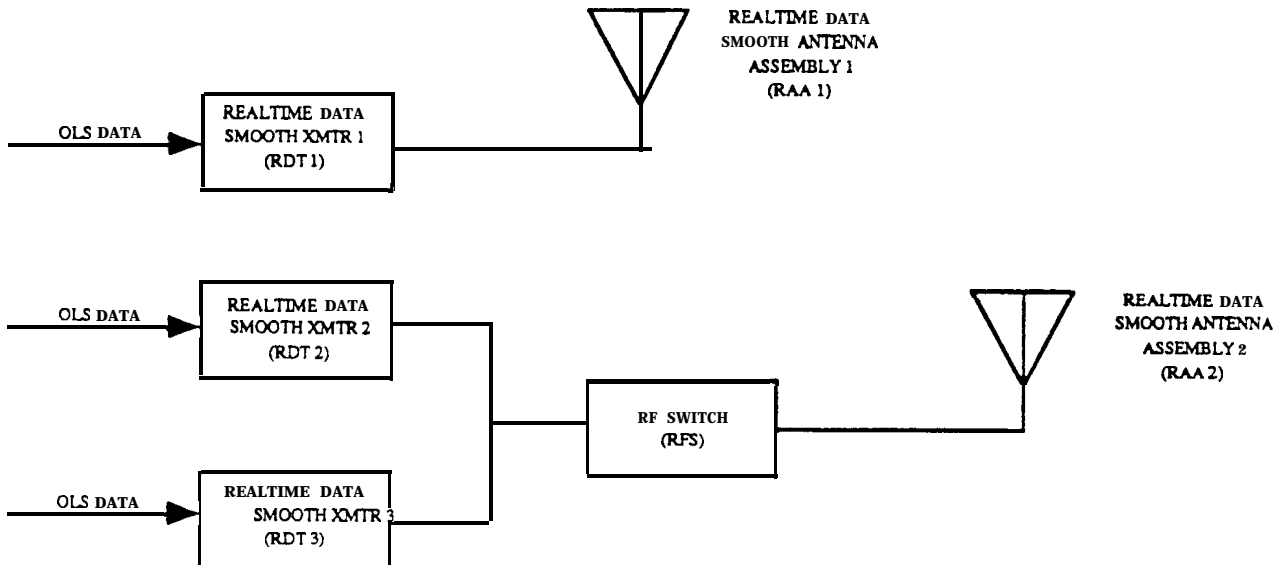 REALTIME DATA
SMOOTH ANTENNA
ASSEMBLY 1
(RAA 1)
OLS DATA
REALTIME DATA
SMOOTH XMTR 1
(RDT 1)
OLS DATA
REALTIME DATA
SMOOTH XMTR 2
(RDT 2)
REALTIME DATA
SMOOTH ANTENNA
ASSEMBLY 2
(RAA 2)
RF SWITCH
(RFS)
OLS DATA
REALTIME DATA
SMOOTH XMTR 3
(RDT 3)